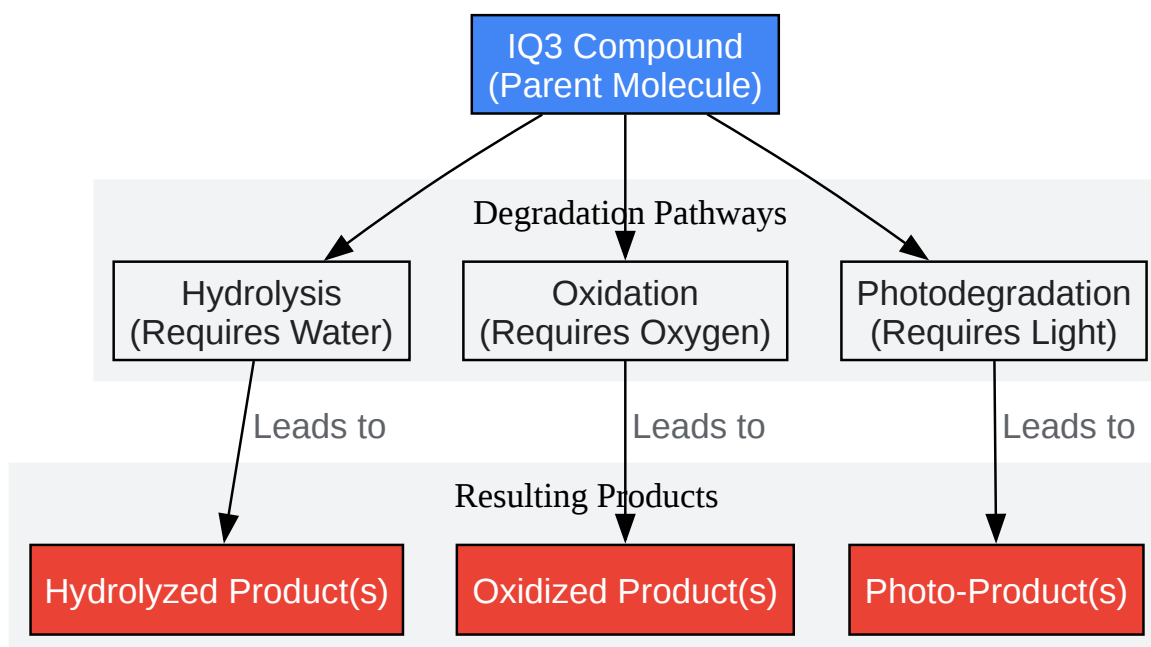 IQ3 Compound
(Parent Molecule)
Degradation Pathways
Hydrolysis
(Requires Water)
Oxidation
(Requires Oxygen)
Photodegradation
(Requires Light)
Leads to
Leads to
Leads to
Resulting Products
Hydrolyzed Product(s)
Oxidized Product(s)
Photo-Product(s)